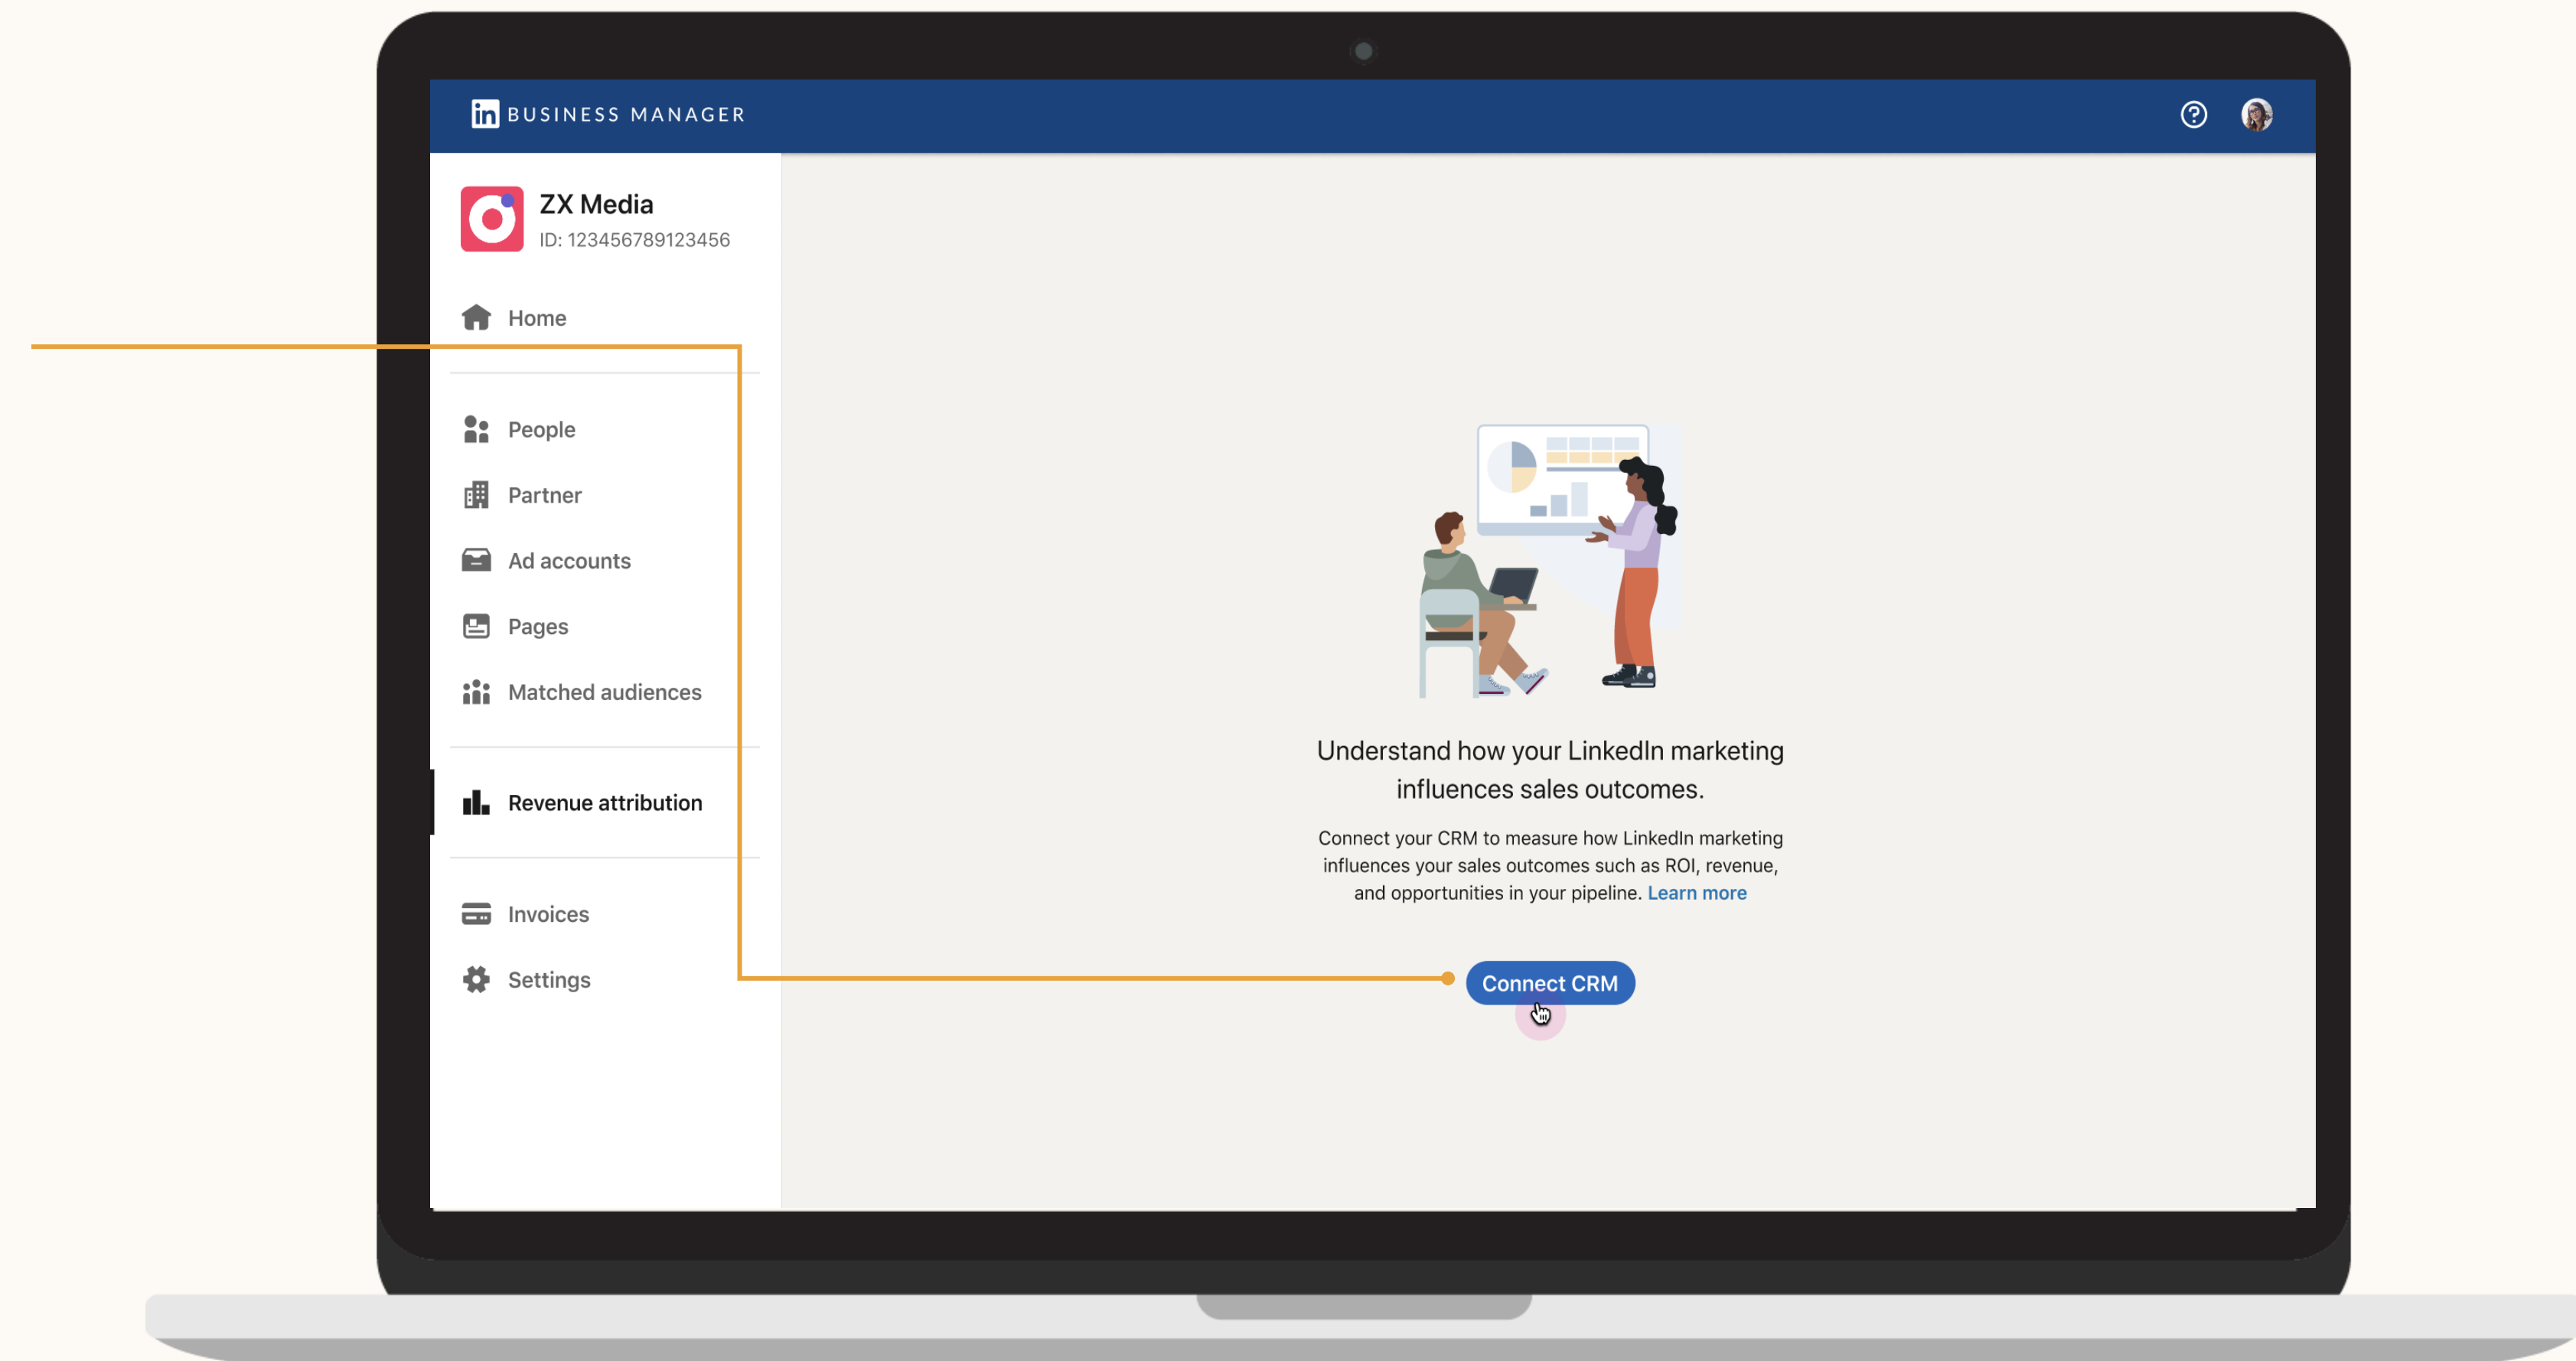 in BUSINESS MANAGER
ZX Media
ID: 123456789123456
Home
People
Partner
Ad accounts
Pages
Matched audiences
Revenue attribution
Invoices
Settings
Understand how your LinkedIn marketing
influences sales outcomes.
Connect your CRM to measure how LinkedIn marketing
influences your sales outcomes such as ROI, revenue,
and opportunities in your pipeline. Learn more
Connect CRM